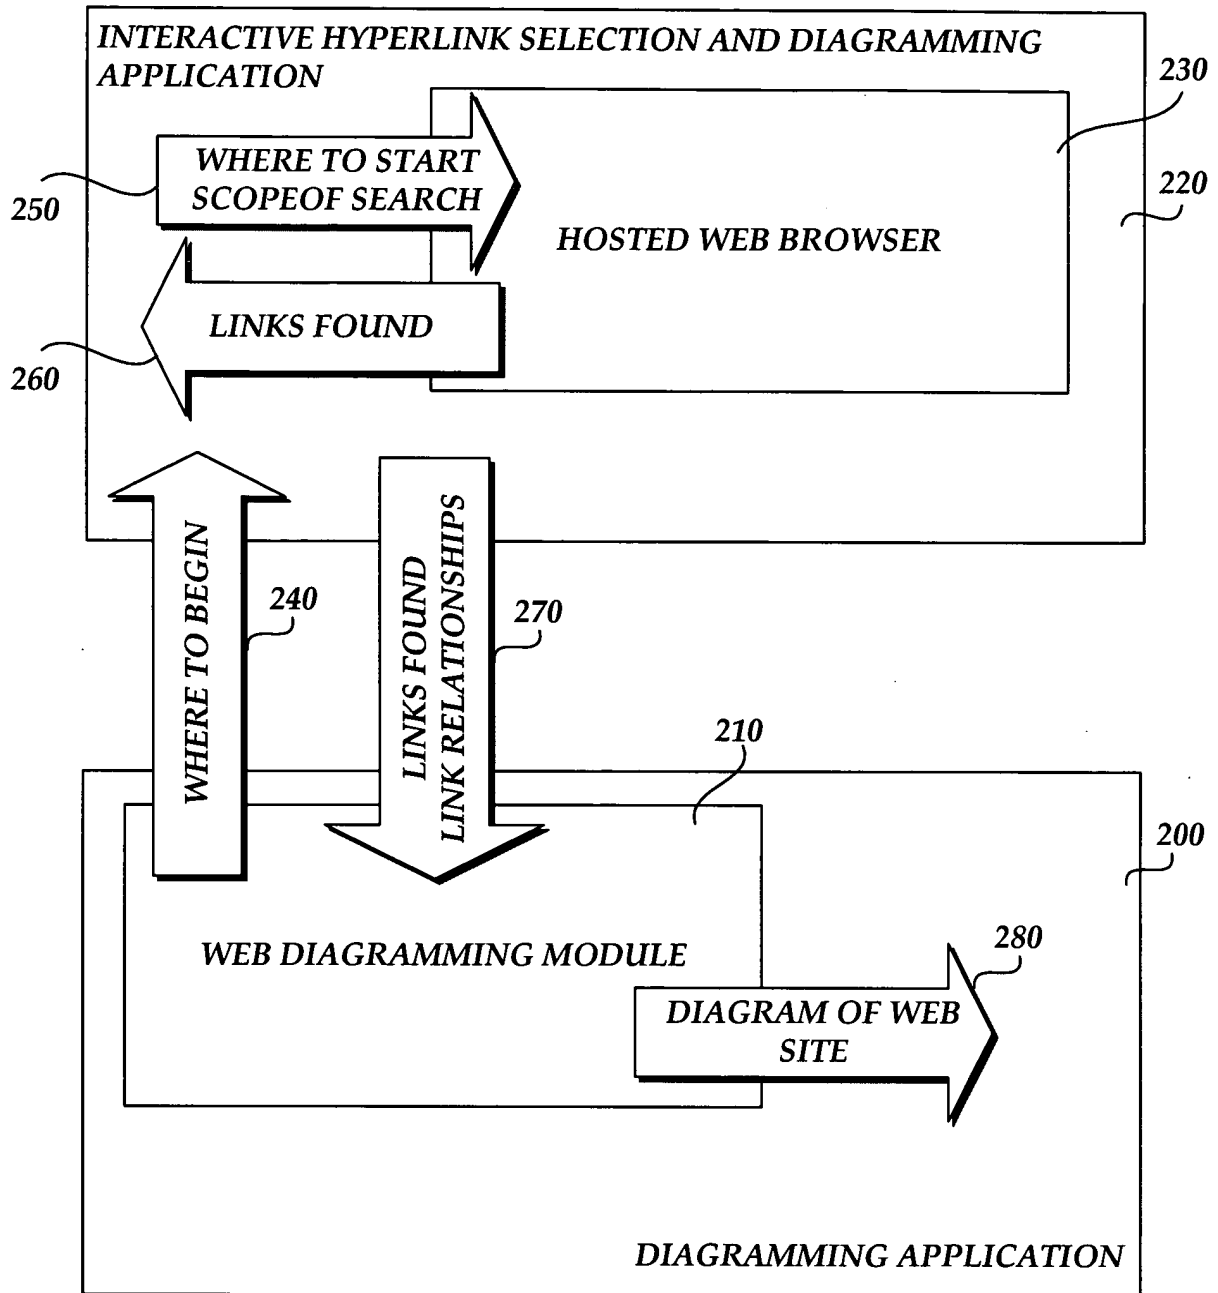 INTERACTIVE HYPERLINK SELECTION AND DIAGRAMMING
APPLICATION
230
WHERE TO START
SCOPEOF SEARCH
220
250
HOSTED WEB BROWSER
LINKS FOUND
260
WHERE TO BEGIN
240
LINKS FOUND
LINK RELATIONSHIPS
270
210
200
WEB DIAGRAMMING MODULE
280
DIAGRAM OF WEB
SITE
DIAGRAMMING APPLICATION